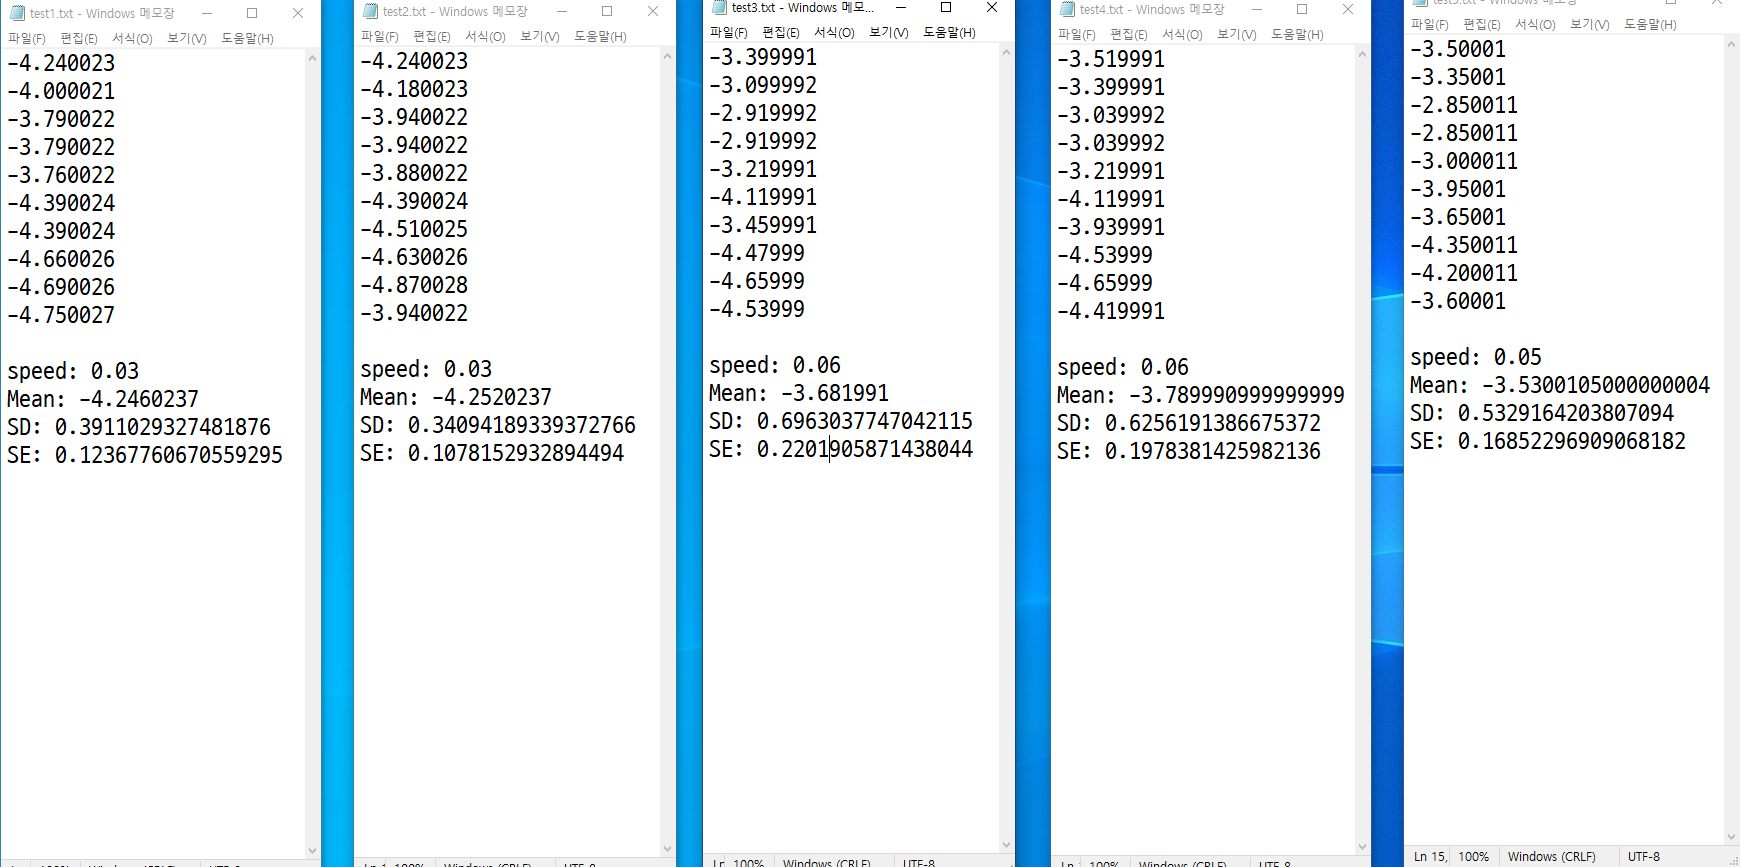 test1.txt - Windows 메모장
파일(F) 편집(E) 서식(O) 보기(V) 도움말(H)
-4.240023
-4.000021
-3.790022
-3.790022
-3.760022
-4.390024
-4.390024
-4.660026
-4.690026
-4.750027
speed: 0.03
Mean: -4.2460237
SD: 0.3911029327481876
SE: 0.12367760670559295
test2.txt - Windows 메모장
파일(F) 편집(E) 서식(O) 보기(V) 도움말(H)
-4.240023
-4.180023
-3.940022
-3.940022
-3.880022
-4.390024
-4.510025
-4.630026
-4.870028
-3.940022
speed: 0.03
Mean: -4.2520237
SD: 0.34094189339372766
SE: 0.1078152932894494
test3.txt - Windows 메모...
파일(F) 편집(E) 서식(O) 보기(V) 도움말(H)
-3.399991
-3.099992
-2.919992
-2.919992
-3.219991
-4.119991
-3.459991
-4.47999
-4.65999
-4.53999
speed: 0.06
Mean: -3.681991
SD: 0.6963037747042115
SE: 0.2201905871438044
100% Windows (CRLF) UTF-8
test4.txt - Windows 메모장
파일(F) 편집(E) 서식(O) 보기(V) 도움말(H)
-3.519991
-3.399991
-3.039992
-3.039992
-3.219991
-4.119991
-3.939991
-4.53999
-4.65999
-4.419991
speed: 0.06
Mean: -3.789990999999999
SD: 0.6256191386675372
SE: 0.1978381425982136
100% Windows (CRLF) UTF-8
파일(F) 편집(E) 서식(O) 보기(V) 도움말(H)
-3.50001
-3.35001
-2.850011
-2.850011
-3.000011
-3.95001
-3.65001
-4.350011
-4.200011
-3.60001
speed: 0.05
Mean: -3.5300105000000004
SD: 0.5329164203807094
SE: 0.16852296909068182
Ln 15, 100% Windows (CRLF) UTF-8